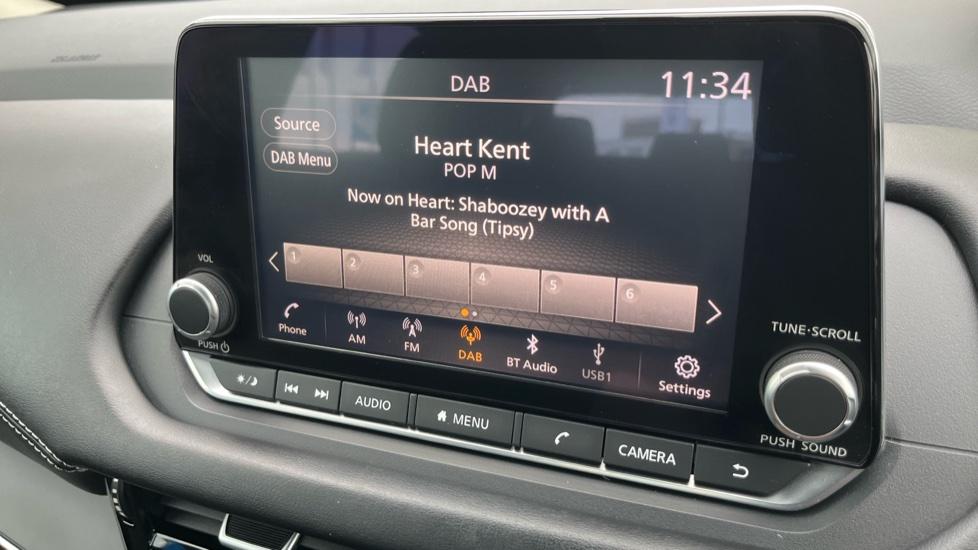 DAB
11:34
Source
DAB Menu
Heart Kent
POP M
Now on Heart: Shaboozey with A
Bar Song (Tipsy)
1 2 3 4 5 6
Phone AM FM DAB BT Audio USB1 Settings
VOL
PUSH
TUNE·SCROLL
PUSH SOUND
AUDIO MENU CAMERA